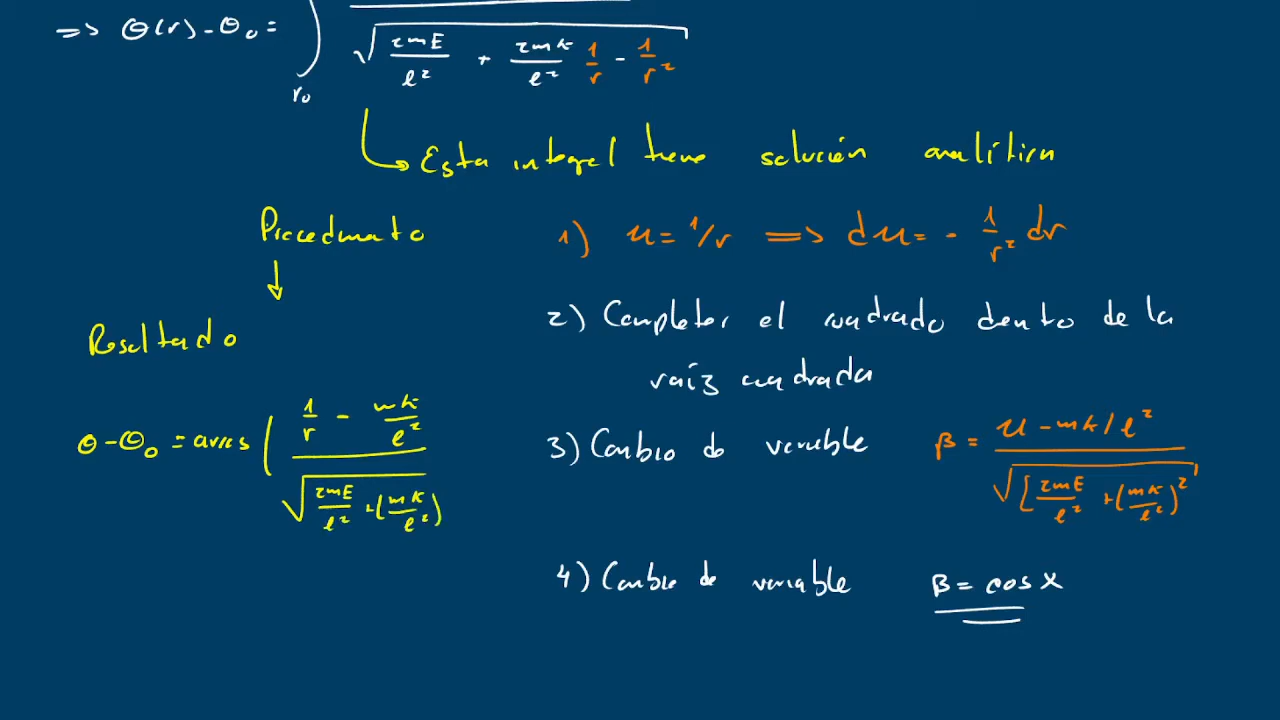 => θ(r) - θ₀ = ∫_{r₀} 1 / √(2mE/ℓ² + 2mk/ℓ² 1/r - 1/r²)
Esta integral tiene solución analítica
Procedimiento
1) u = 1/r => du = - 1/r² dr
2) Completar el cuadrado dentro de la
raíz cuadrada
Resultado
θ - θ₀ = arccos ( (1/r - mk/ℓ²) / √(2mE/ℓ² + (mk/ℓ²)
3) Cambio de variable β = (u - mk/ℓ²) / √([2mE/ℓ² + (mk/ℓ²)²
4) Cambio de variable β = cos x